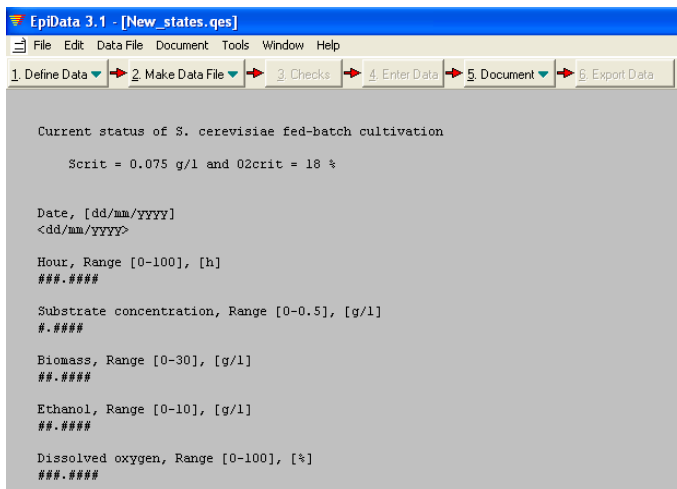 EpiData 3.1 - [New_states.qes]
File Edit Data File Document Tools Window Help
1. Define Data 2. Make Data File 3. Checks 4. Enter Data 5. Document 6. Export Data
Current status of S. cerevisiae fed-batch cultivation
Scrit = 0.075 g/l and O2crit = 18 %
Date, [dd/mm/yyyy]
<dd/mm/yyyy>
Hour, Range [0-100], [h]
###.####
Substrate concentration, Range [0-0.5], [g/l]
#.####
Biomass, Range [0-30], [g/l]
##.####
Ethanol, Range [0-10], [g/l]
##.####
Dissolved oxygen, Range [0-100], [%]
###.####